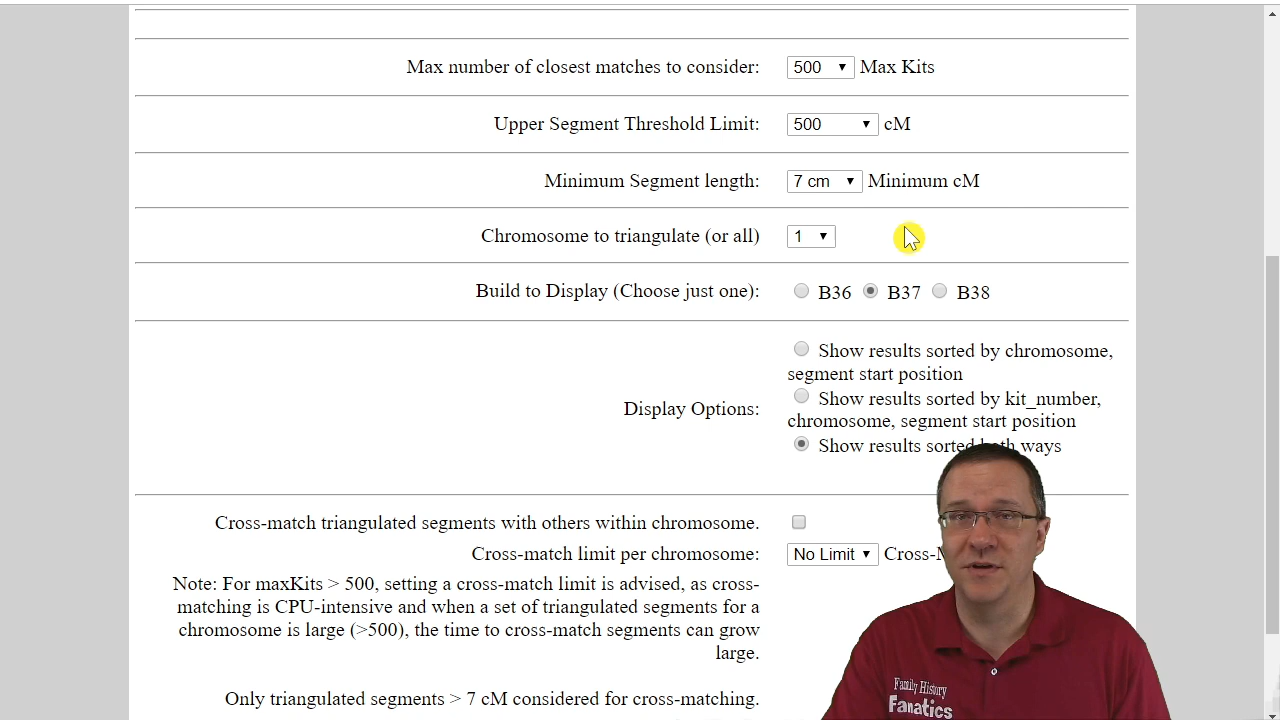 Max number of closest matches to consider: 500 Max Kits
Upper Segment Threshold Limit: 500 cM
Minimum Segment length: 7 cm Minimum cM
Chromosome to triangulate (or all) 1
Build to Display (Choose just one): B36 B37 B38
Show results sorted by chromosome,
segment start position
Show results sorted by kit_number,
Display Options: chromosome, segment start position
Show results sorted both ways
Cross-match triangulated segments with others within chromosome.
Cross-match limit per chromosome: No Limit
Note: For maxKits > 500, setting a cross-match limit is advised, as cross-
matching is CPU-intensive and when a set of triangulated segments for a
chromosome is large (>500), the time to cross-match segments can grow
large.
Only triangulated segments > 7 cM considered for cross-matching.
Family History
Fanatics